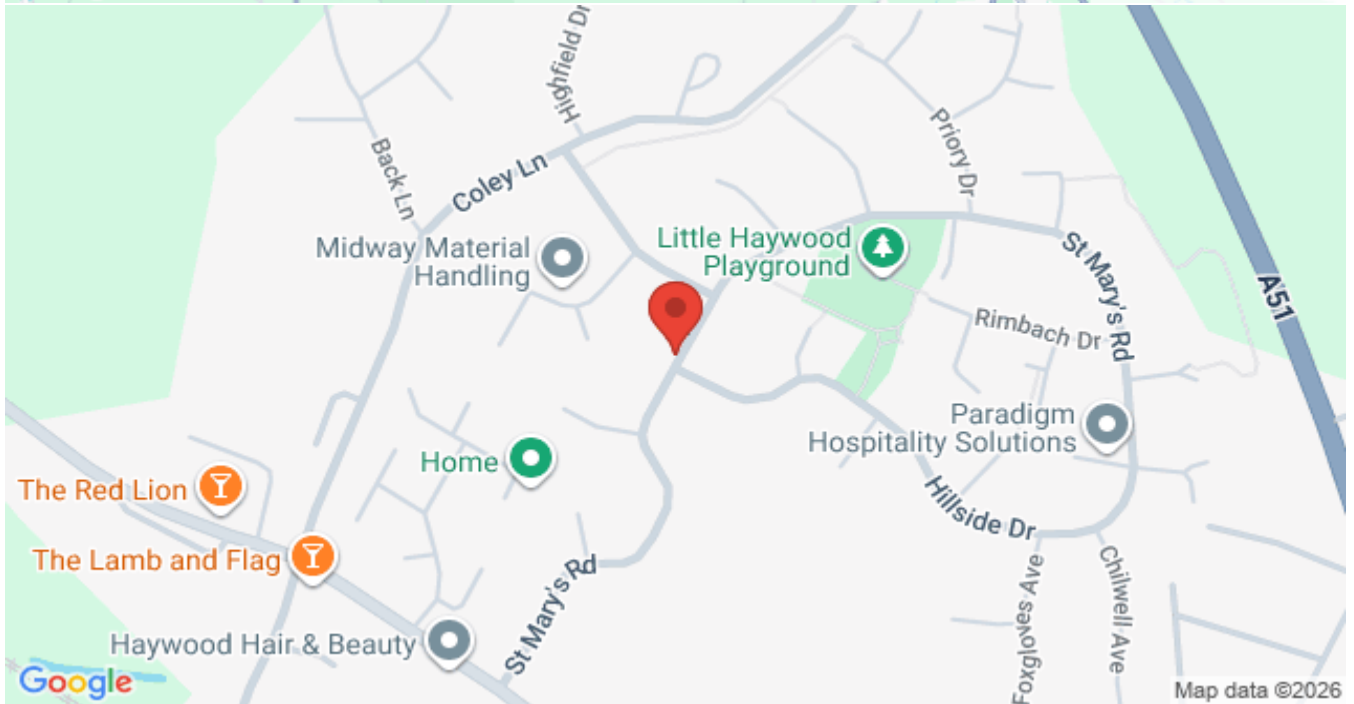 Highfield Dr
Back Ln
Coley Ln
Priory Dr
Midway Material
Handling
Little Haywood
Playground
St Mary's Rd
A51
Rimbach Dr
Paradigm
Hospitality Solutions
Home
The Red Lion
Hillside Dr
The Lamb and Flag
St Mary's Rd
Foxgloves Ave
Chilwell Ave
Haywood Hair & Beauty
Google
Map data ©2026